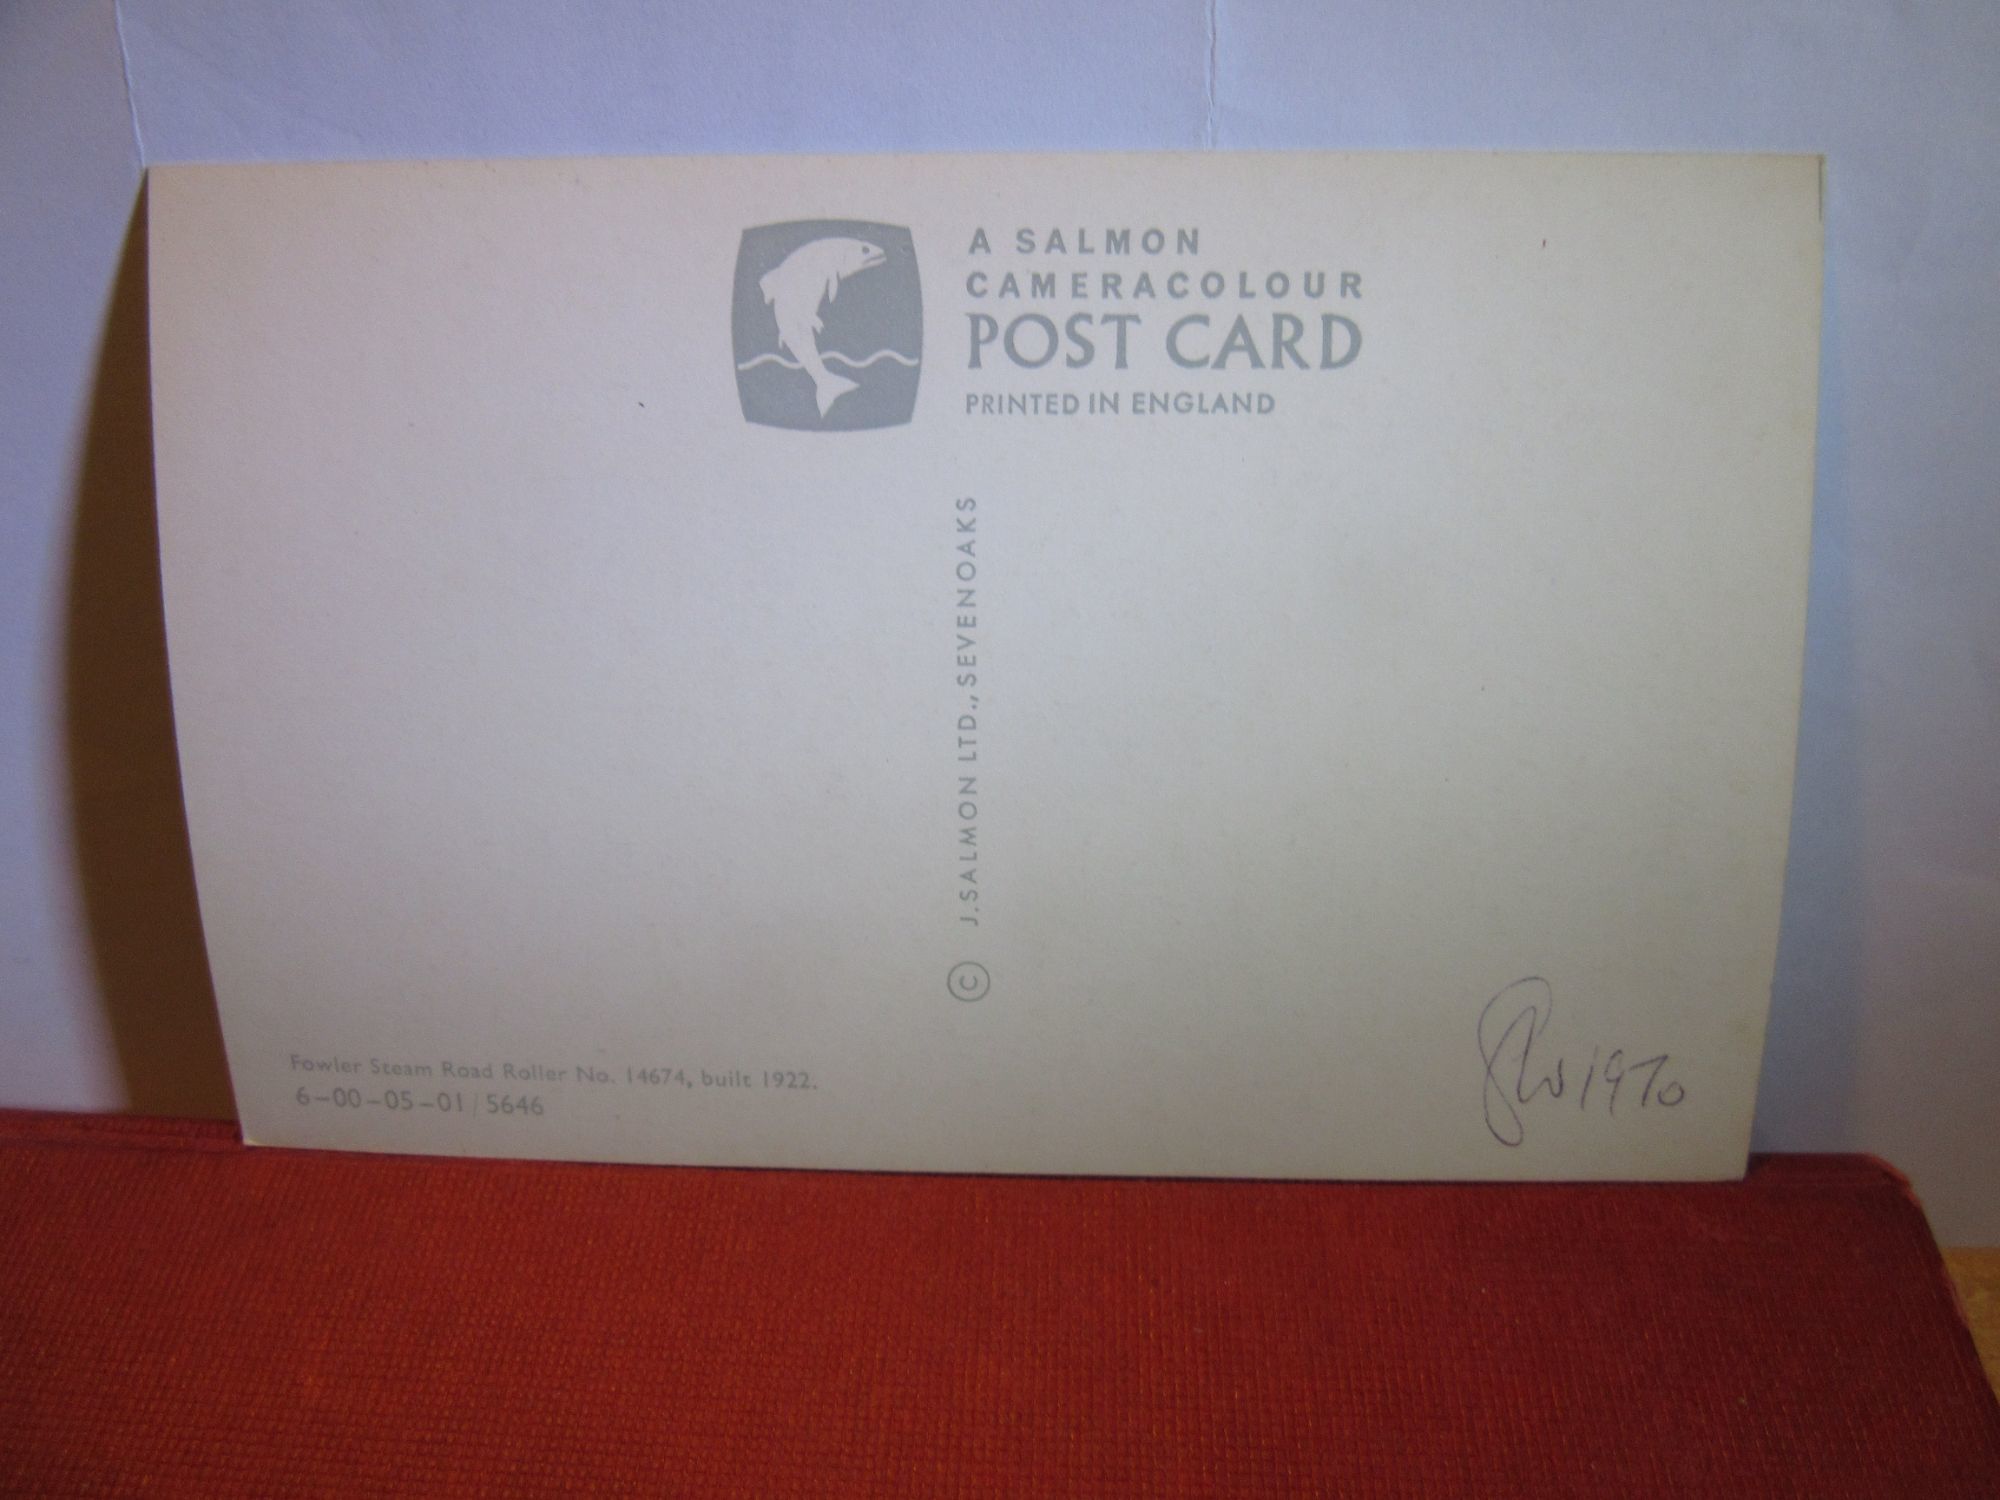 A SALMON
CAMERACOLOUR
POST CARD
PRINTED IN ENGLAND
© J. SALMON LTD., SEVENOAKS
Fowler Steam Road Roller No. 14674, built 1922.
6-00-05-01/5646
1970